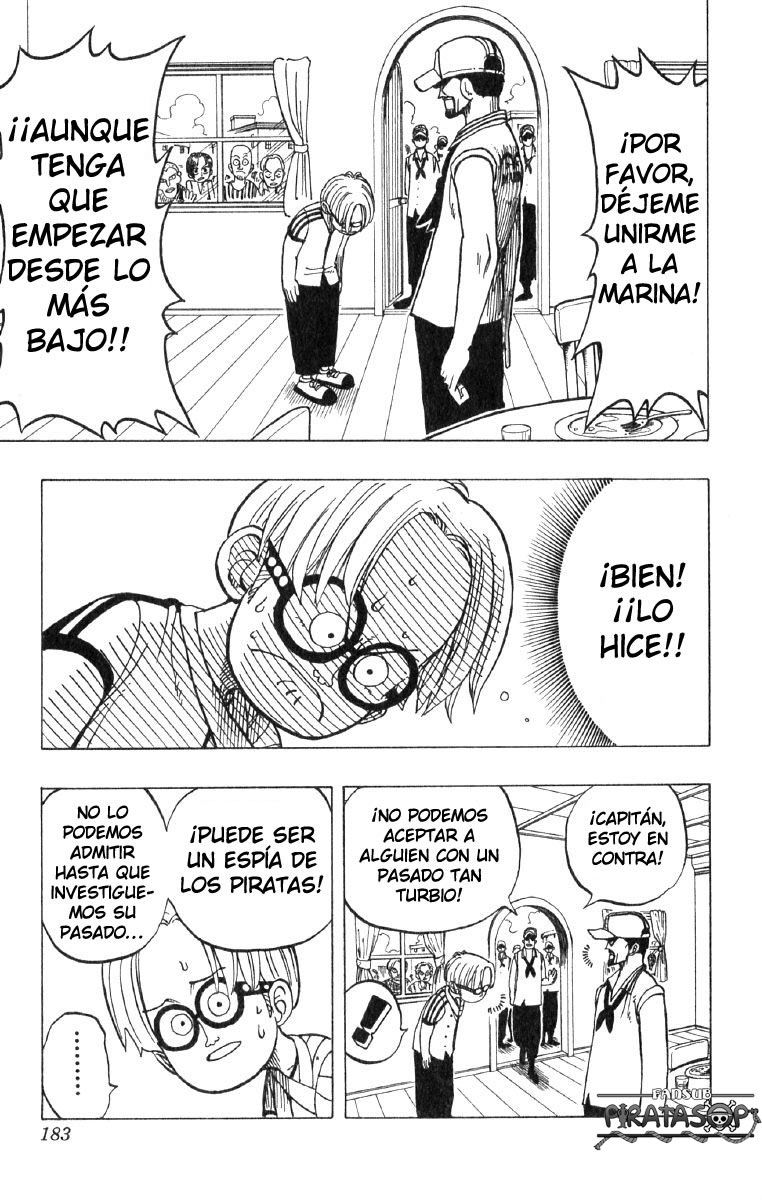 ¡POR
FAVOR,
DÉJEME
UNIRME
A LA
MARINA!
¡¡AUNQUE
TENGA
QUE
EMPEZAR
DESDE LO
MÁS
BAJO!!
¡BIEN!
¡¡LO
HICE!!
¡CAPITÁN,
ESTOY EN
CONTRA!
¡NO PODEMOS
ACEPTAR A
ALGUIEN CON UN
PASADO TAN
TURBIO!
!
¡PUEDE SER
UN ESPÍA DE
LOS PIRATAS!
NO LO
PODEMOS
ADMITIR
HASTA QUE
INVESTIGUE-
MOS SU
PASADO...
........
183
FANSUB
PIRATASOP